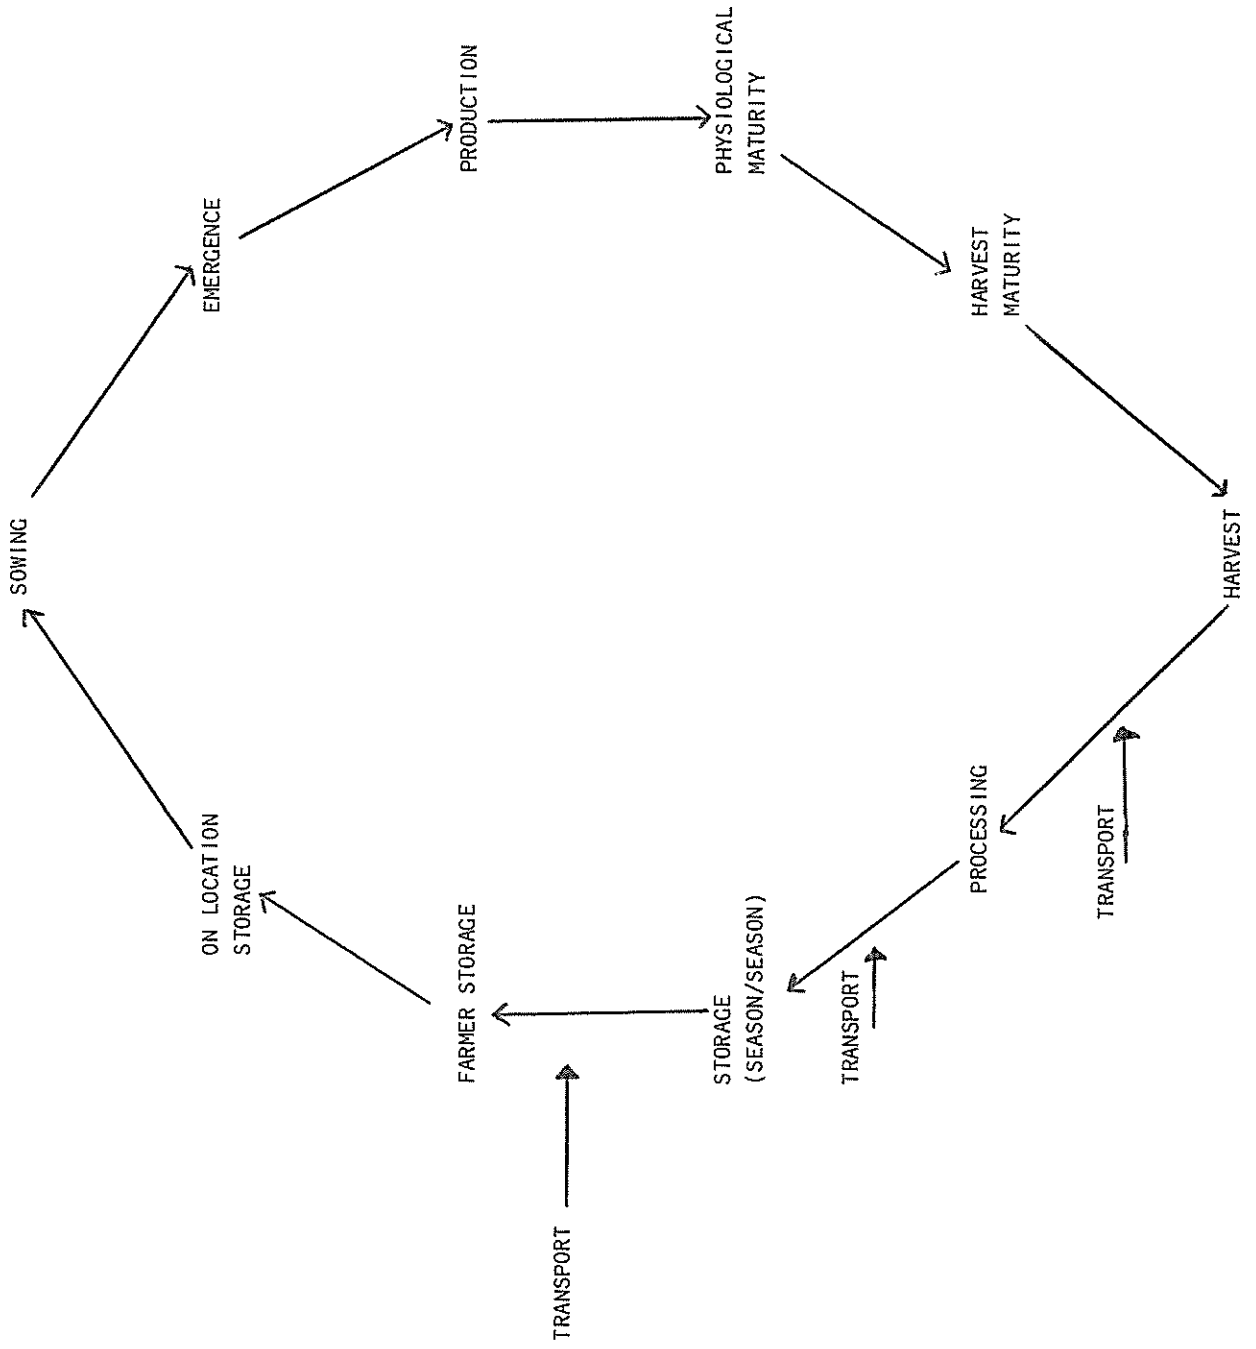 SOWING
EMERGENCE
PRODUCTION
PHYSIOLOGICAL
MATURITY
HARVEST
MATURITY
HARVEST
TRANSPORT
PROCESSING
TRANSPORT
STORAGE
(SEASON/SEASON)
TRANSPORT
FARMER STORAGE
ON LOCATION
STORAGE